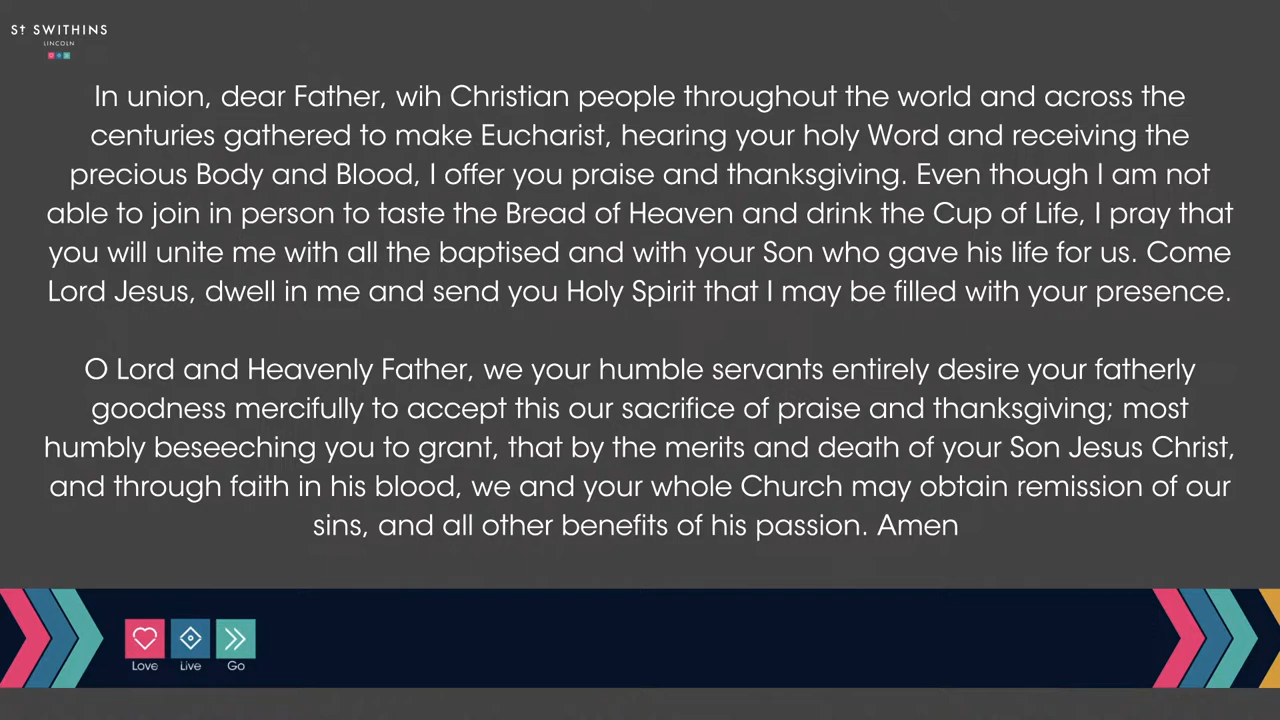 St SWITHINS
LINCOLN
In union, dear Father, wih Christian people throughout the world and across the
centuries gathered to make Eucharist, hearing your holy Word and receiving the
precious Body and Blood, I offer you praise and thanksgiving. Even though I am not
able to join in person to taste the Bread of Heaven and drink the Cup of Life, I pray that
you will unite me with all the baptised and with your Son who gave his life for us. Come
Lord Jesus, dwell in me and send you Holy Spirit that I may be filled with your presence.
O Lord and Heavenly Father, we your humble servants entirely desire your fatherly
goodness mercifully to accept this our sacrifice of praise and thanksgiving; most
humbly beseeching you to grant, that by the merits and death of your Son Jesus Christ,
and through faith in his blood, we and your whole Church may obtain remission of our
sins, and all other benefits of his passion. Amen
Love Live Go